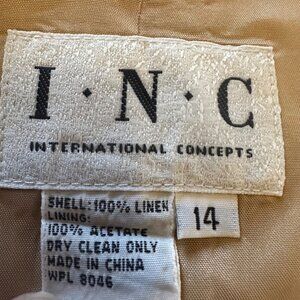 I·N·C
INTERNATIONAL CONCEPTS
SHELL: 100% LINEN
LINING:
100% ACETATE
DRY CLEAN ONLY
MADE IN CHINA
WPL 8046
14